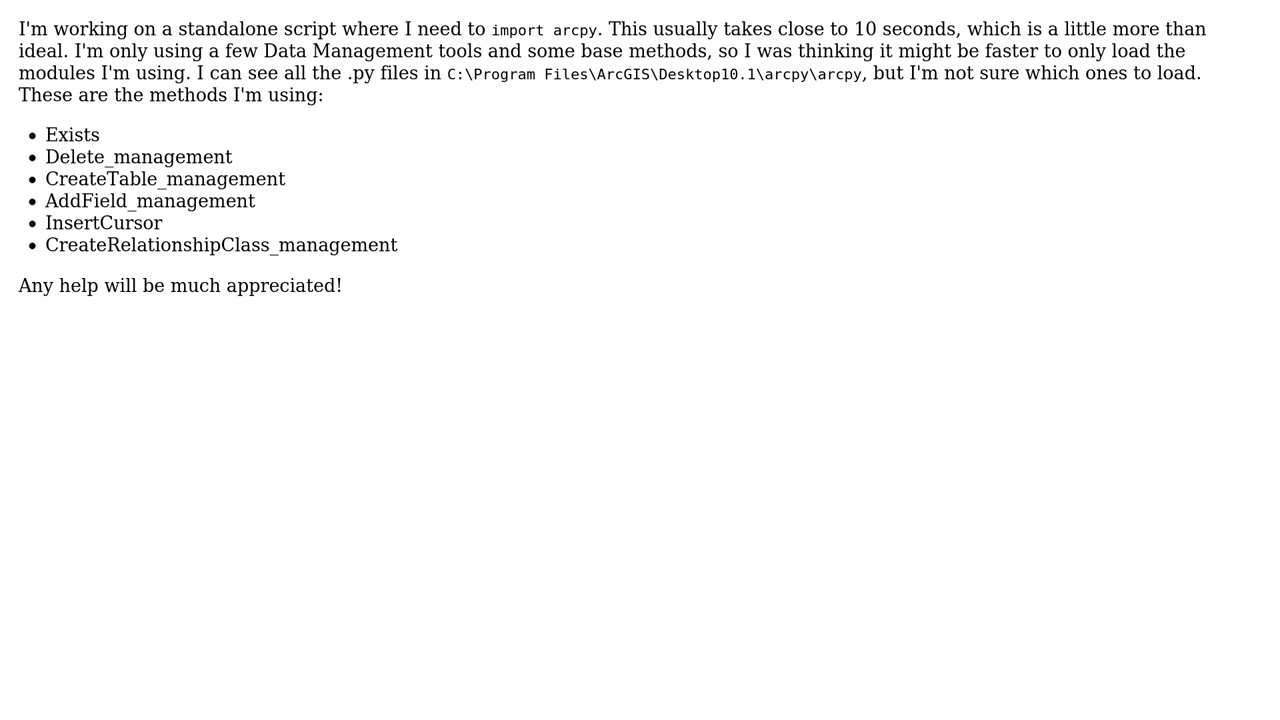 I'm working on a standalone script where I need to import arcpy. This usually takes close to 10 seconds, which is a little more than
ideal. I'm only using a few Data Management tools and some base methods, so I was thinking it might be faster to only load the
modules I'm using. I can see all the .py files in C:\Program Files\ArcGIS\Desktop10.1\arcpy\arcpy, but I'm not sure which ones to load.
These are the methods I'm using:
• Exists
• Delete_management
• CreateTable_management
• AddField_management
• InsertCursor
• CreateRelationshipClass_management
Any help will be much appreciated!